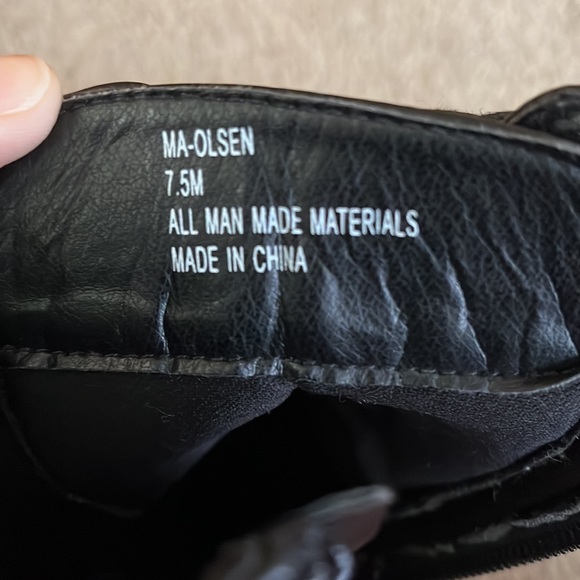 MA-OLSEN
7.5M
ALL MAN MADE MATERIALS
MADE IN CHINA